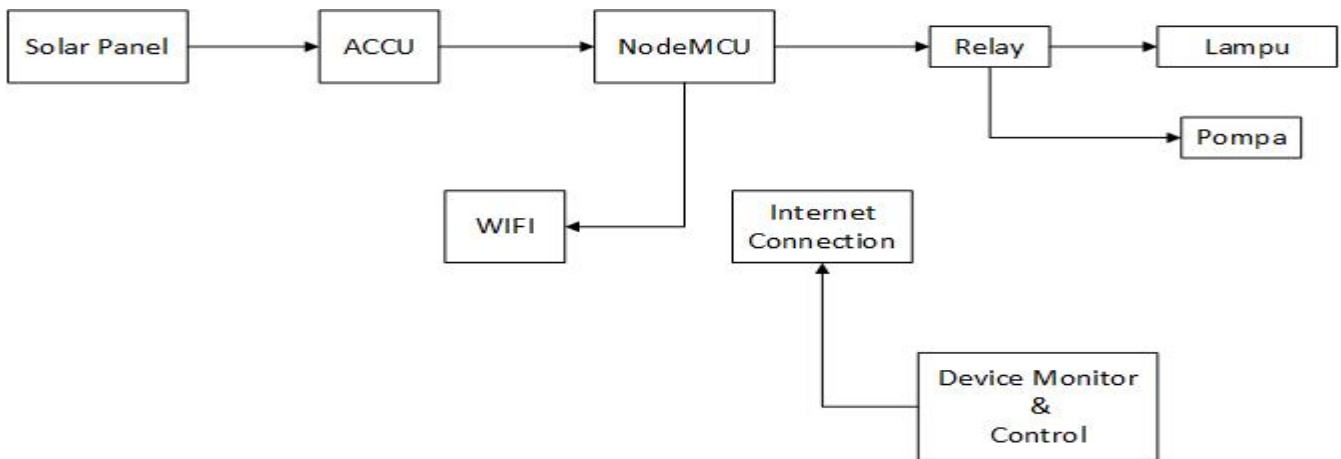 Solar Panel
ACCU
NodeMCU
Relay
Lampu
Pompa
WIFI
Internet
Connection
Device Monitor
&
Control